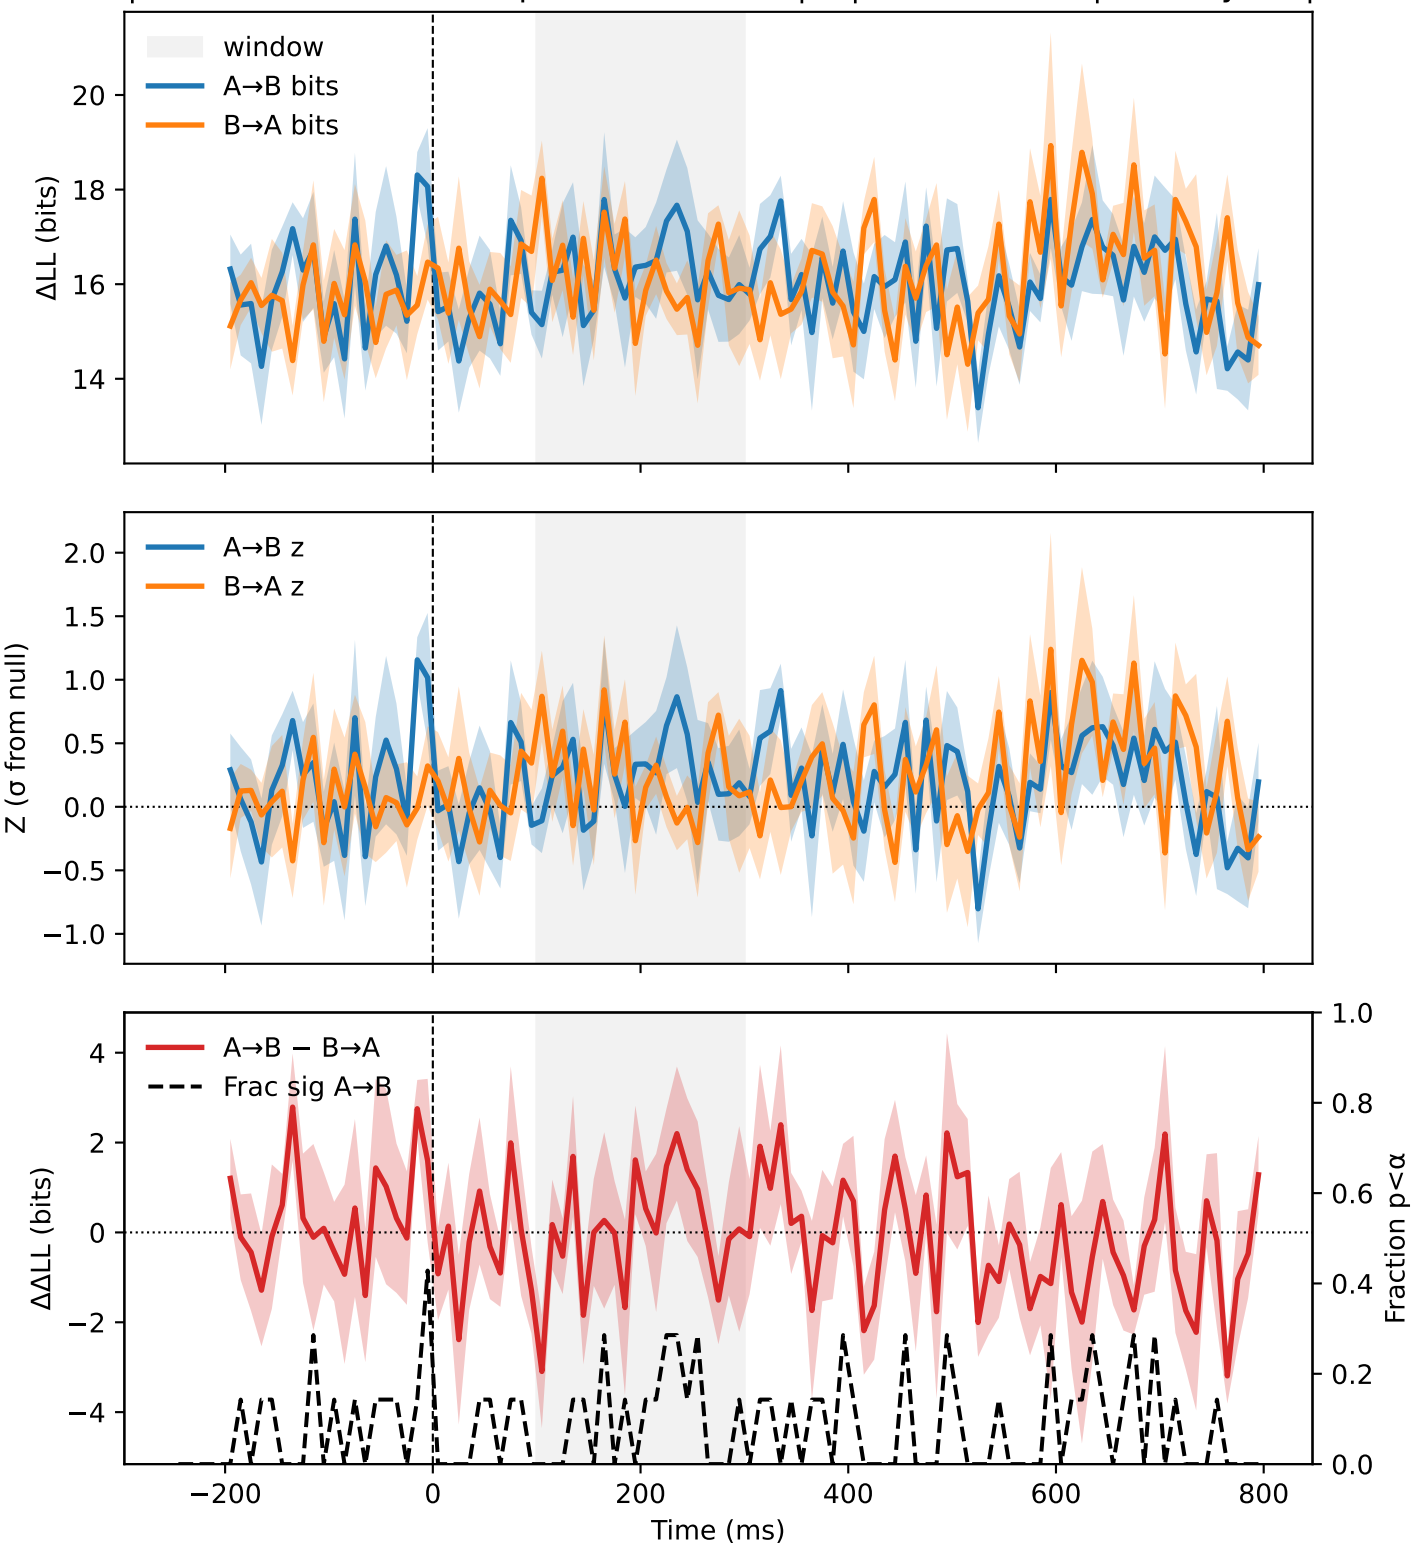 window
A→B bits
B→A bits
20
18
16
14
ΔLL (bits)
A→B z
B→A z
2.0
1.5
1.0
0.5
0.0
−0.5
−1.0
Z (σ from null)
A→B − B→A
Frac sig A→B
4
2
0
−2
−4
ΔΔLL (bits)
1.0
0.8
0.6
0.4
0.2
0.0
Fraction p<α
−200
0
200
400
600
800
Time (ms)